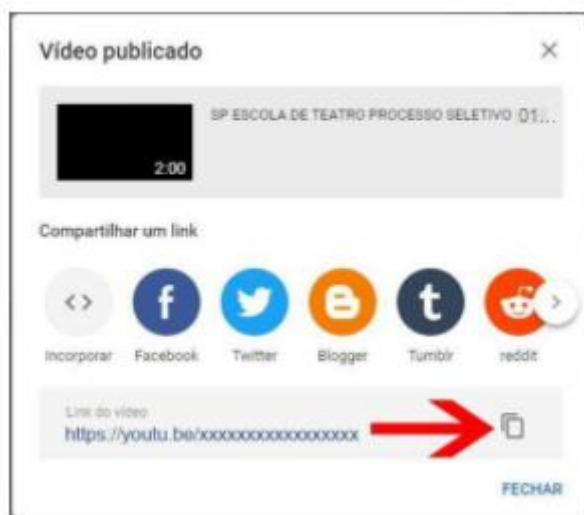 Vídeo publicado
SP ESCOLA DE TEATRO PROCESSO SELETIVO 01...
2:00
Compartilhar um link
Incorporar Facebook Twitter Blogger Tumblr reddit
Link do vídeo
https://youtu.be/xxxxxxxxxxxxxxxxx
FECHAR